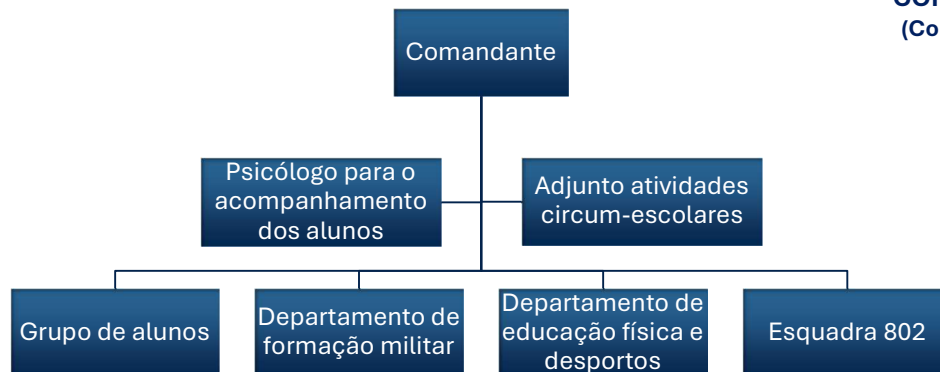 (Co
Comandante
Psicólogo para o
acompanhamento
dos alunos
Adjunto atividades
circum-escolares
Grupo de alunos
Departamento de
formação militar
Departamento de
educação física e
desportos
Esquadra 802